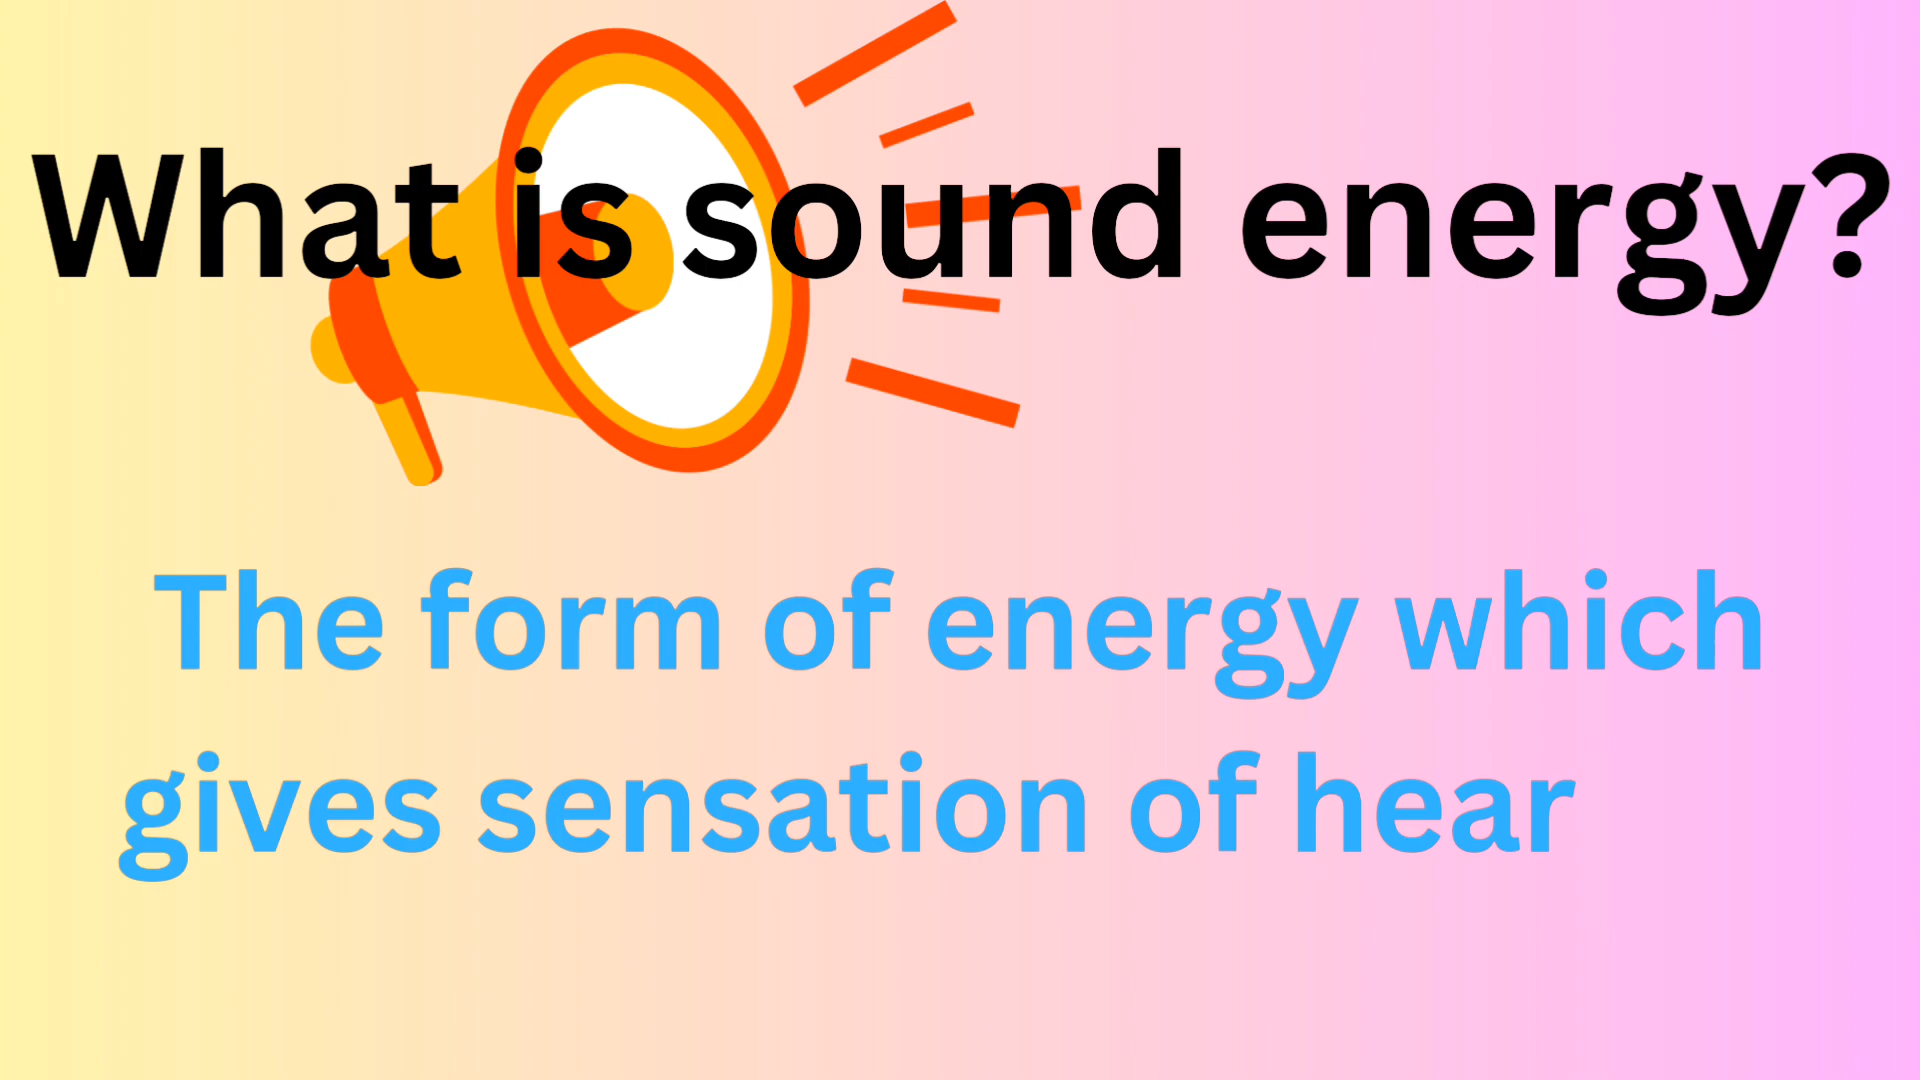 What is sound energy?
The form of energy which
gives sensation of hear